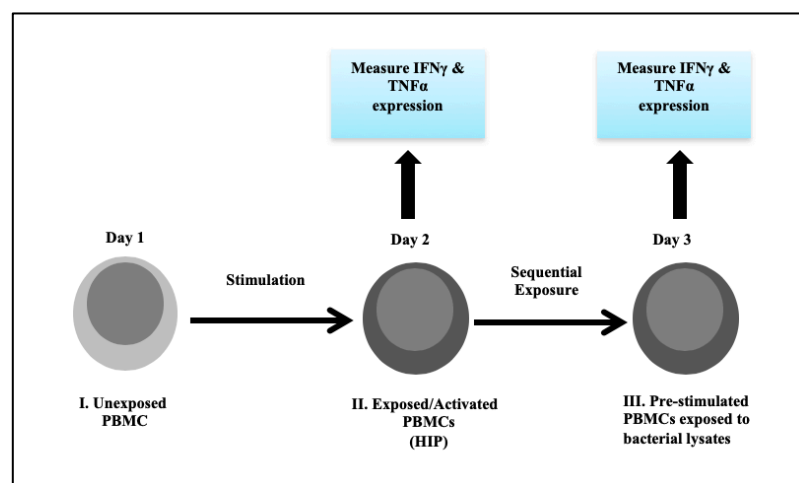 Measure IFNγ &
TNFα
expression
Measure IFNγ &
TNFα
expression
Day 1
Day 2
Day 3
Stimulation
Sequential
Exposure
I. Unexposed
PBMC
II. Exposed/Activated
PBMCs
(HIP)
III. Pre-stimulated
PBMCs exposed to
bacterial lysates